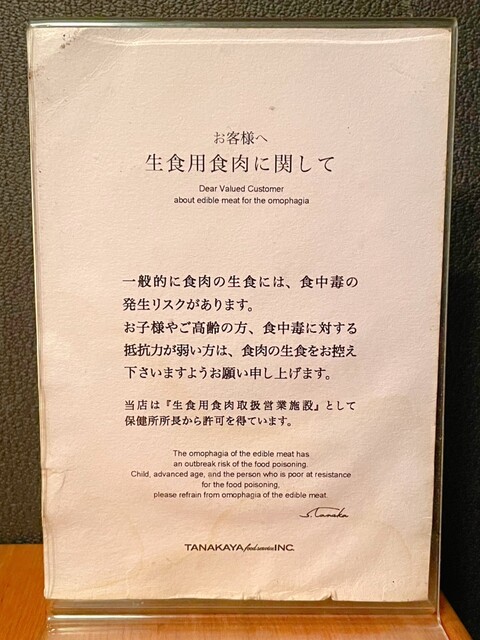 お客様へ
生食用食肉に関して
Dear Valued Customer
about edible meat for the omophagia
一般的に食肉の生食には、食中毒の
発生リスクがあります。
お子様やご高齢の方、食中毒に対する
抵抗力が弱い方は、食肉の生食をお控え
下さいますようお願い申し上げます。
当店は『生食用食肉取扱営業施設』として
保健所所長から許可を得ています。
The omophagia of the edible meat has
an outbreak risk of the food poisoning.
Child, advanced age, and the person who is poor at resistance
for the food poisoning,
please refrain from omophagia of the edible meat.
S.Tanaka
TANAKAYA food service INC.